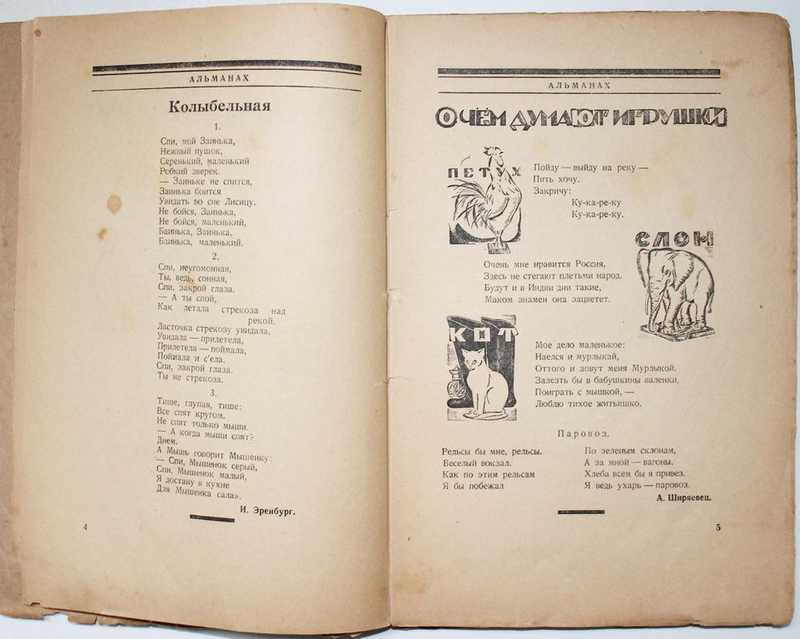 АЛЬМАНАХ
Колыбельная
1.
Спи, мой Заинька,
Нежный пушок,
Серенький, маленький
Робкий зверек.
— Заиньке не спится,
Заинька боится
Увидать во сне Лисицу.
Не бойся, Заинька,
Не бойся, маленький,
Баинька, Заинька,
Баинька, маленький.
2.
Спи, неугомонная,
Ты, ведь, сонная,
Спи, закрой глаза.
— А ты спой,
Как летала стрекоза над
рекой.
Ласточка стрекозу увидала,
Увидала — прилетела,
Прилетела — поймала,
Поймала и с'ела.
Спи, закрой глаза.
Ты не стрекоза.
3.
Тише, глупая, тише:
Все спят кругом,
Не спят только мыши.
— А когда мыши спят?
Днем.
А Мышь говорит Мышенку:
— Спи, Мышенок серый,
Спи, Мышенок малый,
Я достану в кухне
Для Мышенка сала».
И. Эренбург.
4
АЛЬМАНАХ
О ЧЁМ ДУМАЮТ ИГРУШКИ
ПЕТУХ
Пойду — выйду на реку —
Пить хочу.
Закричу:
Ку-ка-ре-ку
Ку-ка-ре-ку.
СЛОН
Очень мне нравится Россия,
Здесь не стегают плетьми народ.
Будут и в Индии дни такие,
Маком знамен она зацветет.
КОТ
Мое дело маленькое:
Наелся и мурлыкай,
Оттого и зовут меня Мурлыкой.
Залезть бы в бабушкины валенки,
Поиграть с мышкой, —
Люблю тихое житьишко.
Паровоз.
Рельсы бы мне, рельсы.
Веселый вокзал.
Как по этим рельсам
Я бы побежал
По зеленым склонам,
А за мной — вагоны.
Хлеба всем бы я привез.
Я ведь ухарь — паровоз.
А. Ширяевец.
5